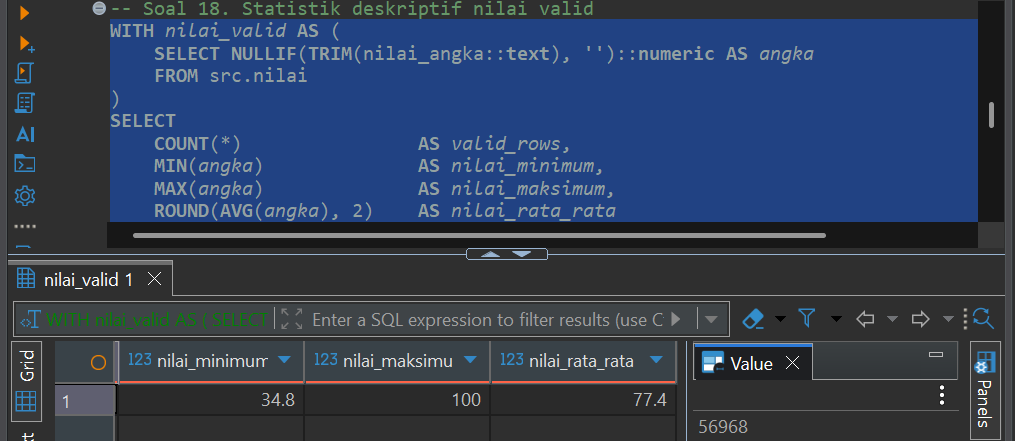 -- Soal 18. Statistik deskriptif nilai valid
WITH nilai_valid AS (
SELECT NULLIF(TRIM(nilai_angka::text), '')::numeric AS angka
FROM src.nilai
)
SELECT
COUNT(*) AS valid_rows,
MIN(angka) AS nilai_minimum,
MAX(angka) AS nilai_maksimum,
ROUND(AVG(angka), 2) AS nilai_rata_rata
AI
nilai_valid 1
WITH nilai_valid AS ( SELECT
Enter a SQL expression to filter results (use C
Grid
123 nilai_minimum
123 nilai_maksimu
123 nilai_rata_rata
Value
Panels
1 34.8 100 77.4
56968